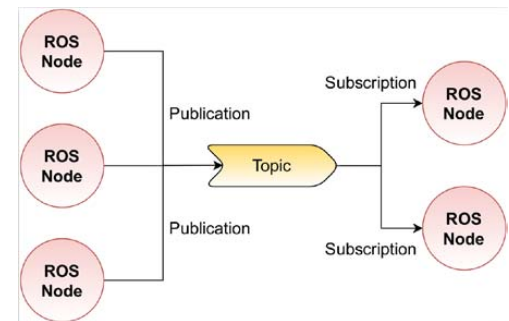 ROS
Node
Publication
ROS
Node
Publication
ROS
Node
Topic
Subscription
ROS
Node
Subscription
ROS
Node